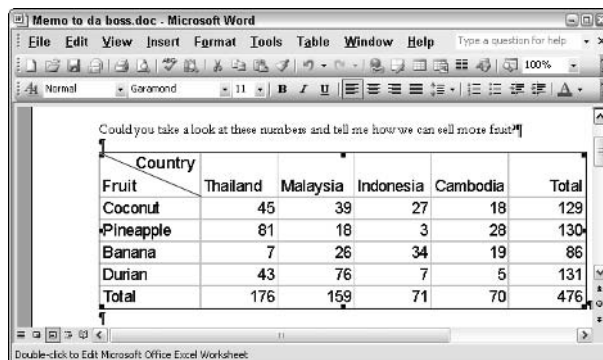 Memo to da boss.doc - Microsoft Word
File Edit View Insert Format Tools Table Window Help Type a question for help
Normal Garamond 11 B I U A
100%
Could you take a look at these numbers and tell me how we can sell more fruit?¶
¶
Country
Fruit Thailand Malaysia Indonesia Cambodia Total
Coconut 45 39 27 18 129
Pineapple 81 18 3 28 130
Banana 7 26 34 19 86
Durian 43 76 7 5 131
Total 176 159 71 70 476
¶
¶
Double-click to Edit Microsoft Office Excel Worksheet